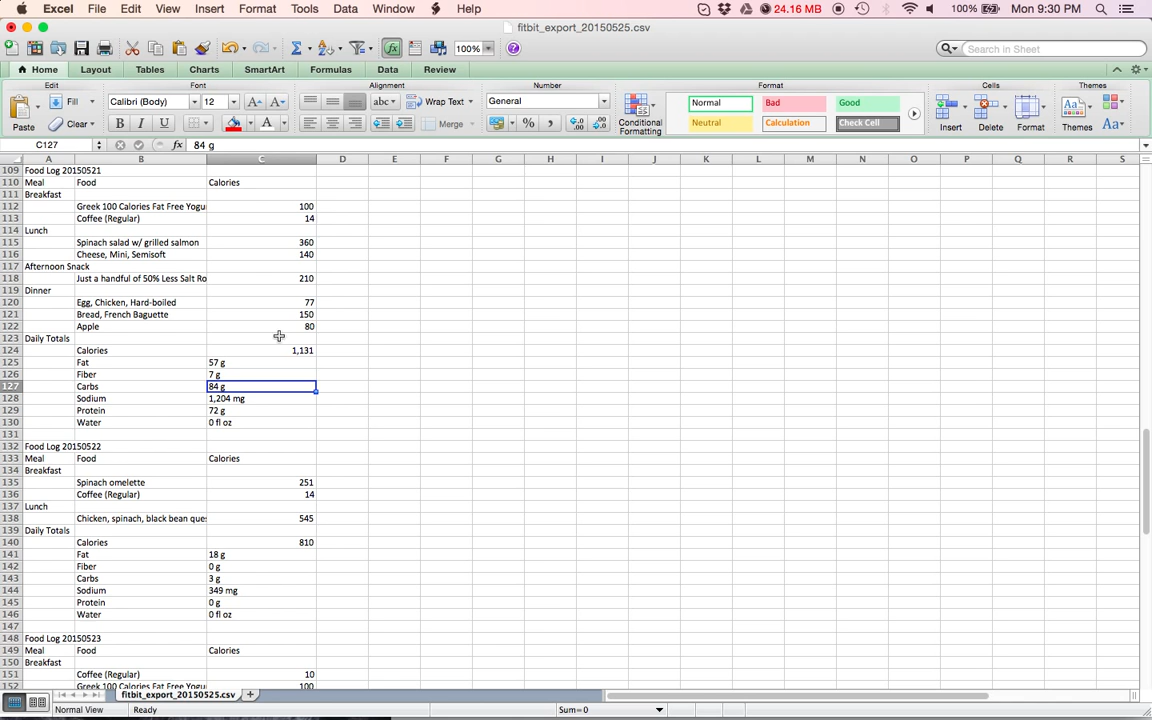 Excel File Edit View Insert Format Tools Data Window Help 24.16 MB 100% Mon 9:30 PM
fitbit_export_20150525.csv
100% Search in Sheet
Home Layout Tables Charts SmartArt Formulas Data Review
Edit Font Alignment Number Format Cells Themes
Fill Calibri (Body) 12 A A abc Wrap Text General Normal Bad Good
Paste Clear B I U A Merge % Conditional Formatting Neutral Calculation Check Cell Insert Delete Format Themes Aa
C127 fx 84 g
A B C D E F G H I J K L M N O P Q R S
109 Food Log 20150521
110 Meal Food Calories
111 Breakfast
112 Greek 100 Calories Fat Free Yogu 100
113 Coffee (Regular) 14
114 Lunch
115 Spinach salad w/ grilled salmon 360
116 Cheese, Mini, Semisoft 140
117 Afternoon Snack
118 Just a handful of 50% Less Salt Ro 210
119 Dinner
120 Egg, Chicken, Hard-boiled 77
121 Bread, French Baguette 150
122 Apple 80
123 Daily Totals
124 Calories 1,131
125 Fat 57 g
126 Fiber 7 g
127 Carbs 84 g
128 Sodium 1,204 mg
129 Protein 72 g
130 Water 0 fl oz
131
132 Food Log 20150522
133 Meal Food Calories
134 Breakfast
135 Spinach omelette 251
136 Coffee (Regular) 14
137 Lunch
138 Chicken, spinach, black bean que 545
139 Daily Totals
140 Calories 810
141 Fat 18 g
142 Fiber 0 g
143 Carbs 3 g
144 Sodium 349 mg
145 Protein 0 g
146 Water 0 fl oz
147
148 Food Log 20150523
149 Meal Food Calories
150 Breakfast
151 Coffee (Regular) 10
152 Greek 100 Calories Fat Free Yogu 100
fitbit_export_20150525.csv
Normal View Ready Sum=0